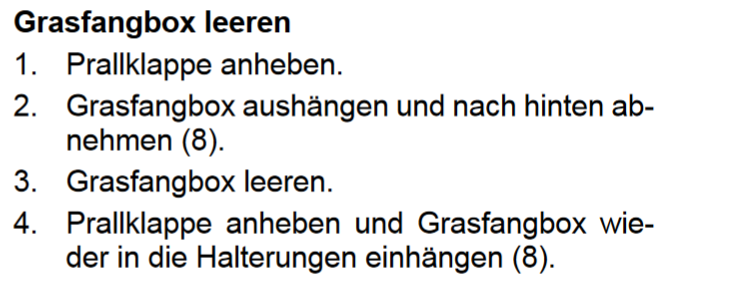 Grasfangbox leeren
1. Prallklappe anheben.
2. Grasfangbox aushängen und nach hinten ab-
nehmen (8).
3. Grasfangbox leeren.
4. Prallklappe anheben und Grasfangbox wie-
der in die Halterungen einhängen (8).